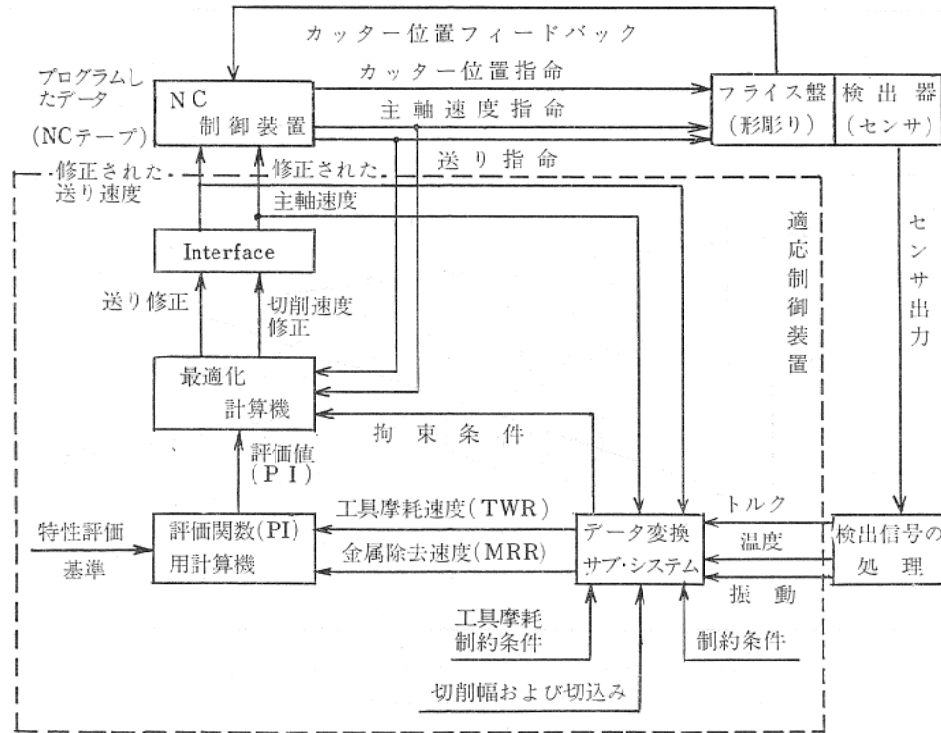 カッター位置フィードバック
プログラムし
たデータ
(NCテープ)
NC
制御装置
カッター位置指命
主軸速度指命
送り指命
フライス盤
(形彫り)
検出器
(センサ)
修正された
送り速度
修正された
主軸速度
適応制御装置
センサ出力
Interface
送り修正
切削速度
修正
最適化
計算機
拘束条件
評価値
(PI)
特性評価
基準
評価関数(PI)
用計算機
工具摩耗速度(TWR)
金属除去速度(MRR)
データ変換
サブ・システム
トルク
温度
振動
検出信号の
処理
工具摩耗
制約条件
制約条件
切削幅および切込み